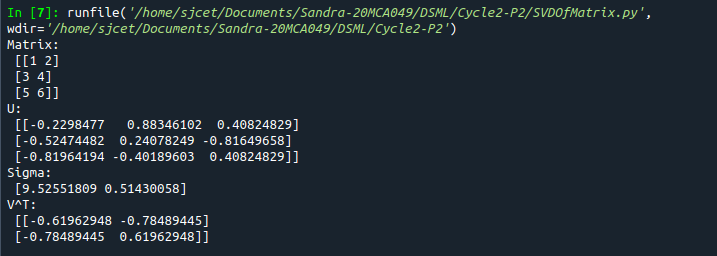 In [7]: runfile('/home/sjcet/Documents/Sandra-20MCA049/DSML/Cycle2-P2/SVDOfMatrix.py',
wdir='/home/sjcet/Documents/Sandra-20MCA049/DSML/Cycle2-P2')
Matrix:
 [[1 2]
 [3 4]
 [5 6]]
U:
 [[-0.2298477   0.88346102  0.40824829]
 [-0.52474482  0.24078249 -0.81649658]
 [-0.81964194 -0.40189603  0.40824829]]
Sigma:
 [9.52551809 0.51430058]
V^T:
 [[-0.61962948 -0.78489445]
 [-0.78489445  0.61962948]]